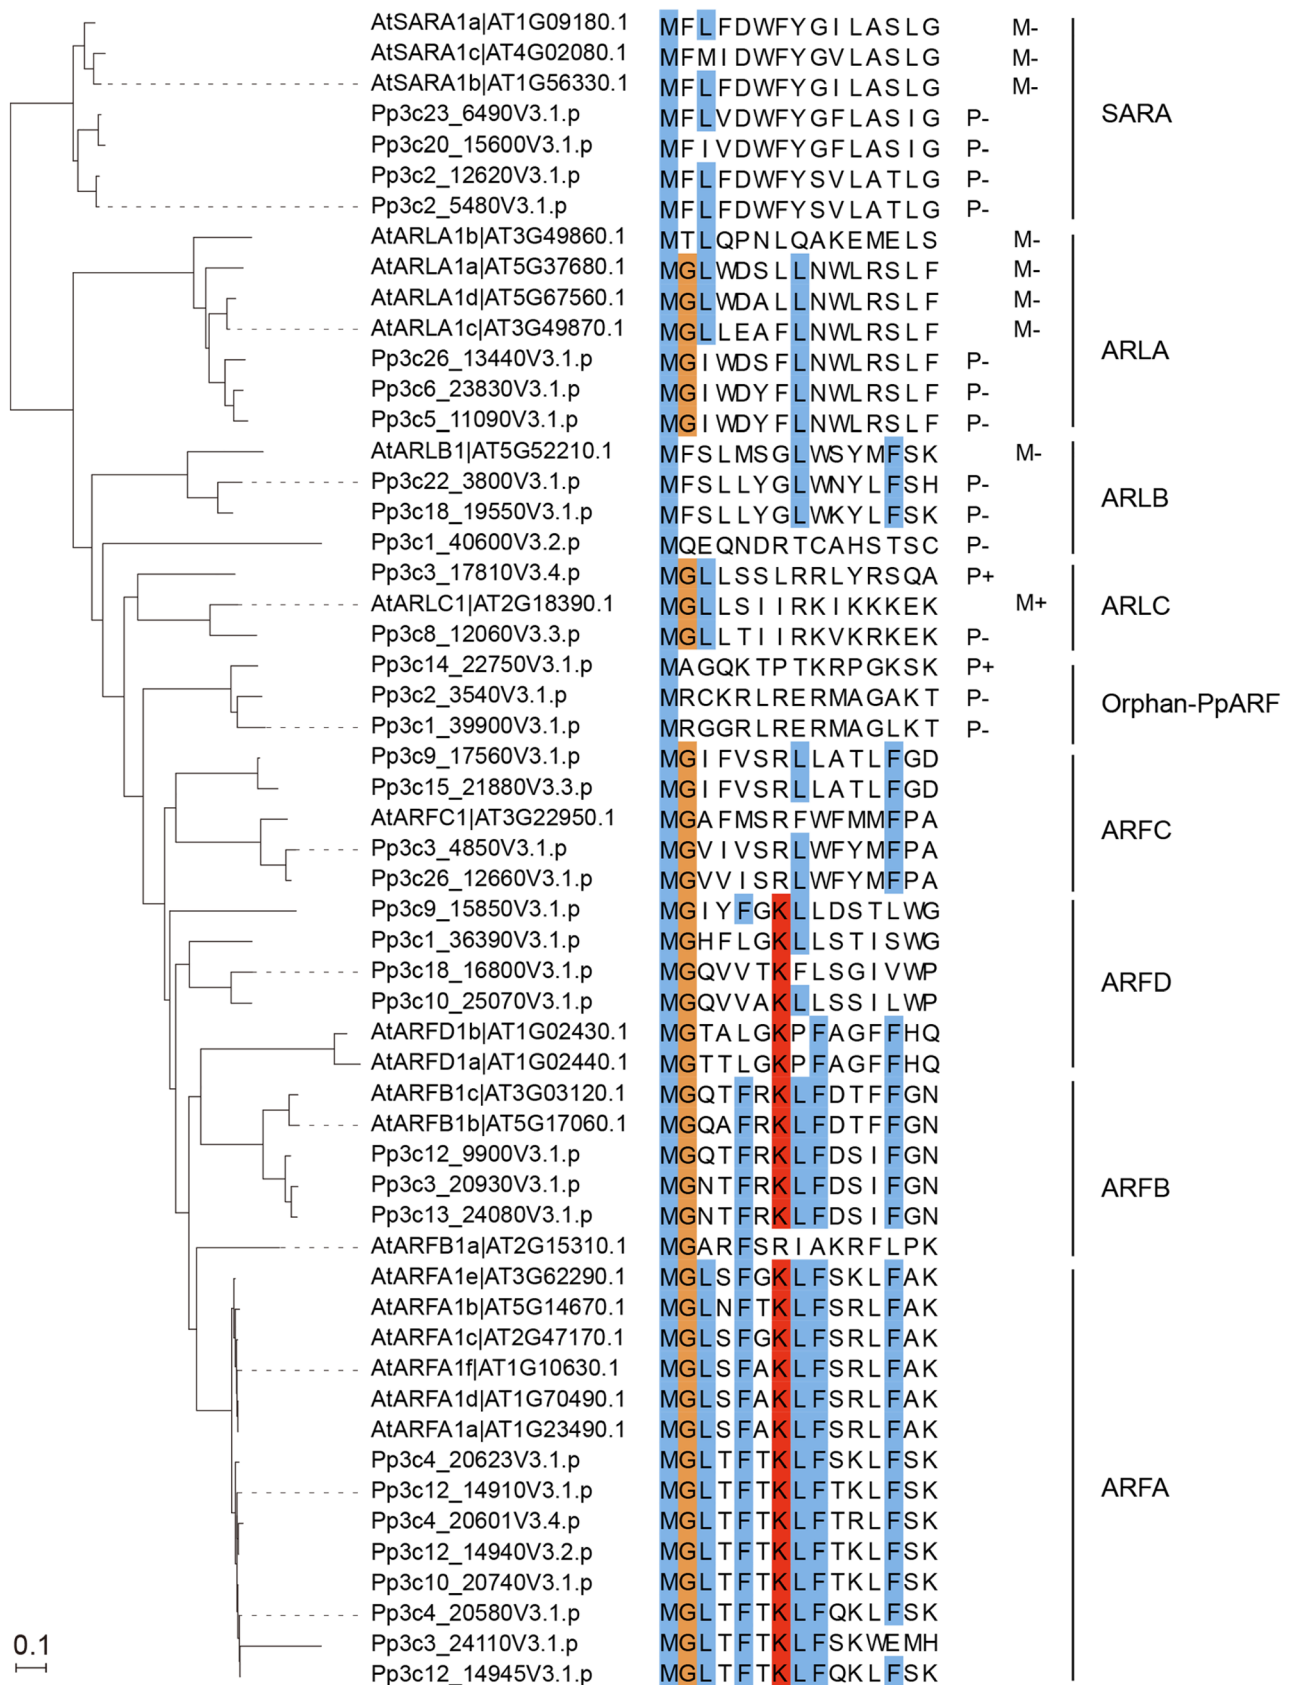 AtSARA1a|AT1G09180.1 MFLFDWFYGILASLG M-
AtSARA1c|AT4G02080.1 MFMIDWFYGVLASLG M-
AtSARA1b|AT1G56330.1 MFLFDWFYGILASLG M-
Pp3c23_6490V3.1.p MFLVDWFYGFLASIG P- SARA
Pp3c20_15600V3.1.p MFIVDWFYGFLASIG P-
Pp3c2_12620V3.1.p MFLFDWFYSVLATLG P-
Pp3c2_5480V3.1.p MFLFDWFYSVLATLG P-
AtARLA1b|AT3G49860.1 MTLQPNLQAKEMELS M-
AtARLA1a|AT5G37680.1 MGLWDSLLNWLRSLF M-
AtARLA1d|AT5G67560.1 MGLWDALLNWLRSLF M-
AtARLA1c|AT3G49870.1 MGLLEAFLNWLRSLF M-
ARLA
Pp3c26_13440V3.1.p MGIWDSFLNWLRSLF P-
Pp3c6_23830V3.1.p MGIWDYFLNWLRSLF P-
Pp3c5_11090V3.1.p MGIWDYFLNWLRSLF P-
AtARLB1|AT5G52210.1 MFSLMSGLWSYMFSK M-
Pp3c22_3800V3.1.p MFSLLYGLWNYLFSH P-
ARLB
Pp3c18_19550V3.1.p MFSLLYGLWKYLFSK P-
Pp3c1_40600V3.2.p MQEQNDRTCAHSTSC P-
Pp3c3_17810V3.4.p MGLLSSLRRLYRSQA P+
AtARLC1|AT2G18390.1 MGLLSIIRKIKKKEK M+ ARLC
Pp3c8_12060V3.3.p MGLLTIIRKVKRKEK P-
Pp3c14_22750V3.1.p MAGQKTPTKRPGKSK P+
Pp3c2_3540V3.1.p MRCKRLRERMAGAKT P- Orphan-PpARF
Pp3c1_39900V3.1.p MRGGRLRERMAGLKT P-
Pp3c9_17560V3.1.p MGIFVSRLLATLFGD
Pp3c15_21880V3.3.p MGIFVSRLLATLFGD
AtARFC1|AT3G22950.1 MGAFMSRFWFMMFPA ARFC
Pp3c3_4850V3.1.p MGVIVSRLWFYMFPA
Pp3c26_12660V3.1.p MGVVISRLWFYMFPA
Pp3c9_15850V3.1.p MGIYFGKLLDSTLWG
Pp3c1_36390V3.1.p MGHFLGKLLSTISWG
Pp3c18_16800V3.1.p MGQVVTKFLSGIVWP ARFD
Pp3c10_25070V3.1.p MGQVVAKLLSSILWP
AtARFD1b|AT1G02430.1 MGTALGKPFAGFFHQ
AtARFD1a|AT1G02440.1 MGTTLGKPFAGFFHQ
AtARFB1c|AT3G03120.1 MGQTFRKLFDTFFGN
AtARFB1b|AT5G17060.1 MGQAFRKLFDTFFGN
Pp3c12_9900V3.1.p MGQTFRKLFDSIFGN
Pp3c3_20930V3.1.p MGNTFRKLFDSIFGN ARFB
Pp3c13_24080V3.1.p MGNTFRKLFDSIFGN
AtARFB1a|AT2G15310.1 MGARFSRIAKRFLPK
AtARFA1e|AT3G62290.1 MGLSFGKLFSKLFAK
AtARFA1b|AT5G14670.1 MGLNFTKLFSRLFAK
AtARFA1c|AT2G47170.1 MGLSFGKLFSRLFAK
AtARFA1f|AT1G10630.1 MGLSFAKLFSRLFAK
AtARFA1d|AT1G70490.1 MGLSFAKLFSRLFAK
AtARFA1a|AT1G23490.1 MGLSFAKLFSRLFAK
Pp3c4_20623V3.1.p MGLTFTKLFSKLFSK
Pp3c12_14910V3.1.p MGLTFTKLFTKLFSK ARFA
Pp3c4_20601V3.4.p MGLTFTKLFTRLFSK
Pp3c12_14940V3.2.p MGLTFTKLFTKLFSK
Pp3c10_20740V3.1.p MGLTFTKLFTKLFSK
Pp3c4_20580V3.1.p MGLTFTKLFQKLFSK
Pp3c3_24110V3.1.p MGLTFTKLFSKWEMH
Pp3c12_14945V3.1.p MGLTFTKLFQKLFSK
0.1